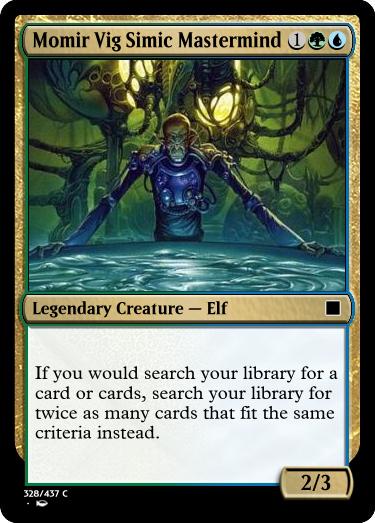 Momir Vig Simic Mastermind 1
Legendary Creature — Elf
If you would search your library for a
card or cards, search your library for
twice as many cards that fit the same
criteria instead.
2/3
328/437 C